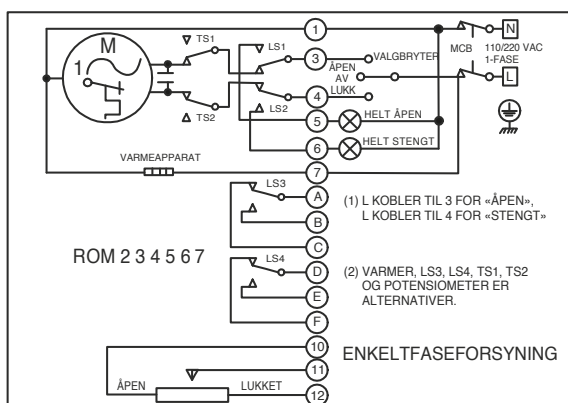 M
1
TS1
TS2
LS1
LS2
1
3
VALGBRYTER
ÅPEN
AV
4
LUKK
5
HELT ÅPEN
6
HELT STENGT
MCB
110/220 VAC
1-FASE
N
L
VARMEAPPARAT
7
LS3
A
B
C
(1) L KOBLER TIL 3 FOR «ÅPEN»,
L KOBLER TIL 4 FOR «STENGT»
ROM 2 3 4 5 6 7
LS4
D
E
F
(2) VARMER, LS3, LS4, TS1, TS2
OG POTENSIOMETER ER
ALTERNATIVER.
10
11
12
ENKELTFASEFORSYNING
ÅPEN
LUKKET